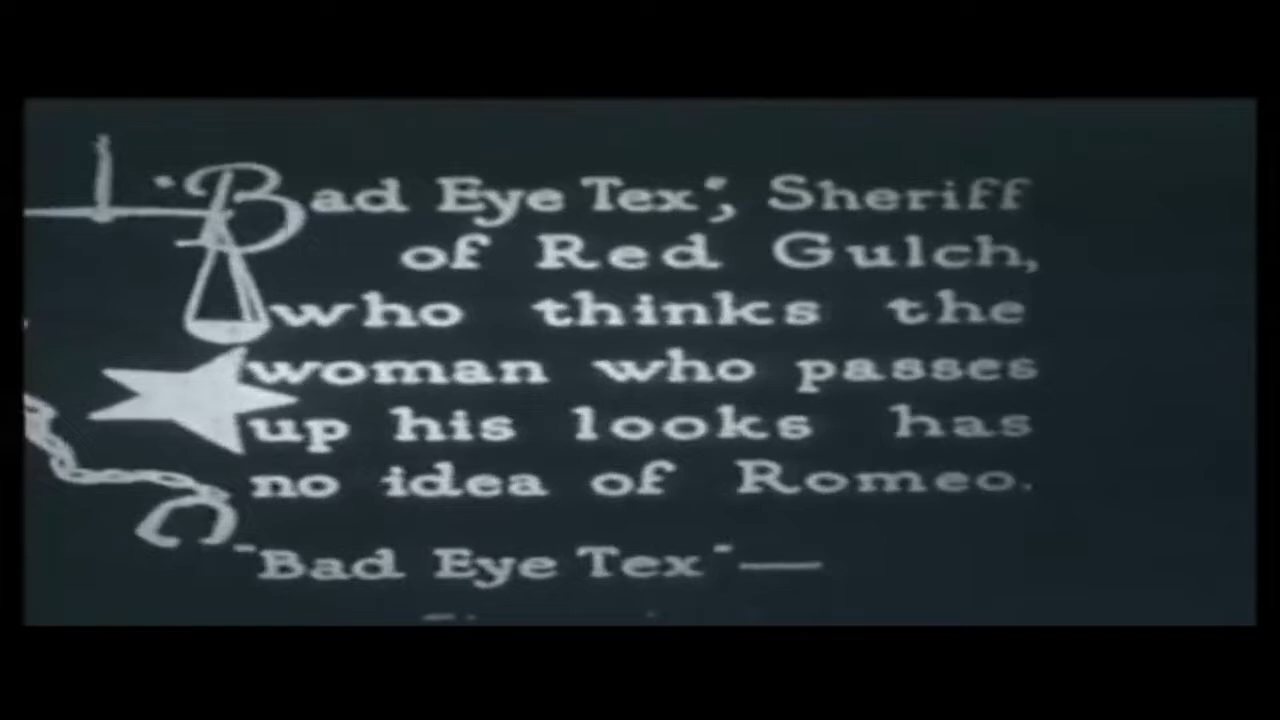 "Bad Eye Tex", Sheriff
of Red Gulch,
who thinks the
woman who passes
up his looks has
no idea of Romeo.
"Bad Eye Tex"—